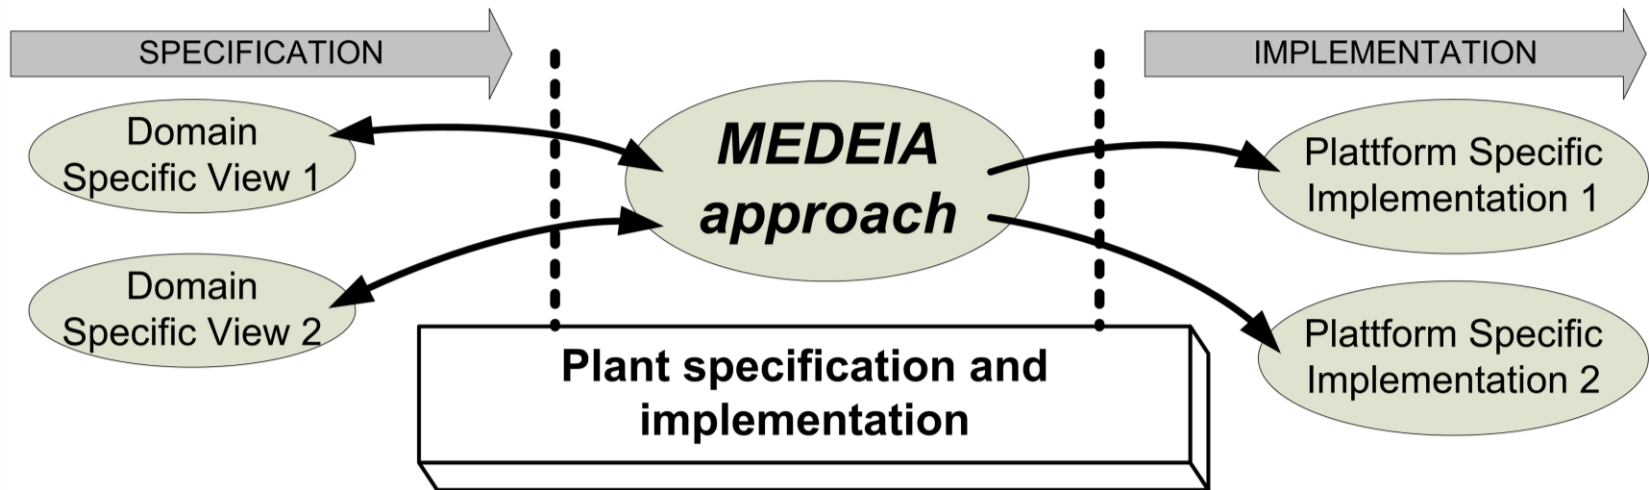 SPECIFICATION
IMPLEMENTATION
Domain
Specific View 1
MEDEIA
approach
Plattform Specific
Implementation 1
Domain
Specific View 2
Plattform Specific
Implementation 2
Plant specification and
implementation